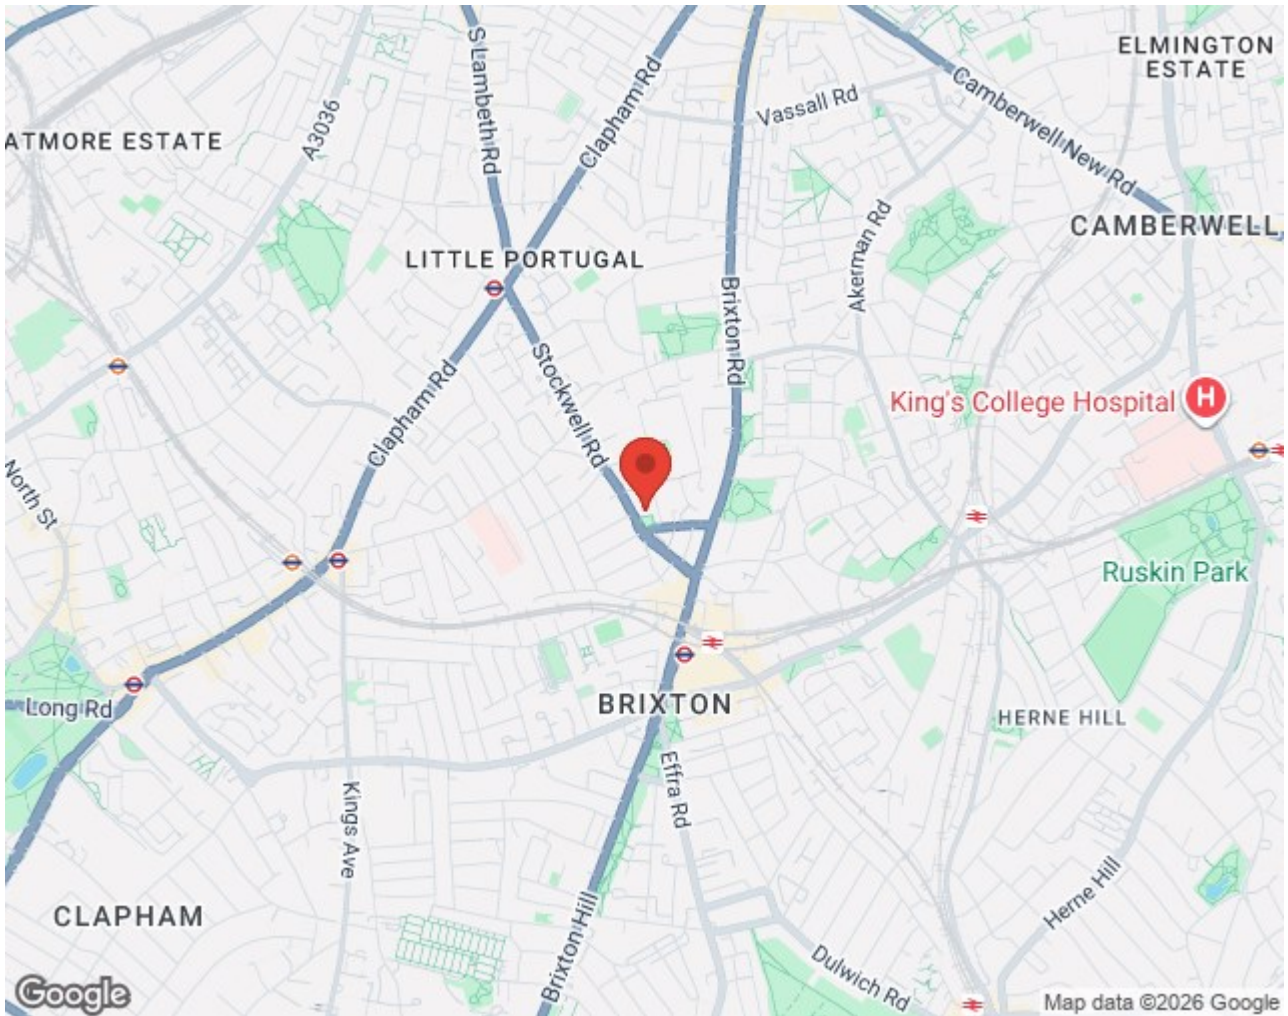 ELMINGTON
ESTATE
S Lambeth Rd
Clapham Rd
Vassall Rd
Camberwell New Rd
A3036
ATMORE ESTATE
CAMBERWELL
Akerman Rd
LITTLE PORTUGAL
Brixton Rd
Stockwell Rd
Clapham Rd
King's College Hospital
H
North St
Ruskin Park
Long Rd
BRIXTON
HERNE HILL
Effra Rd
Kings Ave
Herne Hill
CLAPHAM
Brixton Hill
Dulwich Rd
Google
Map data ©2026 Google